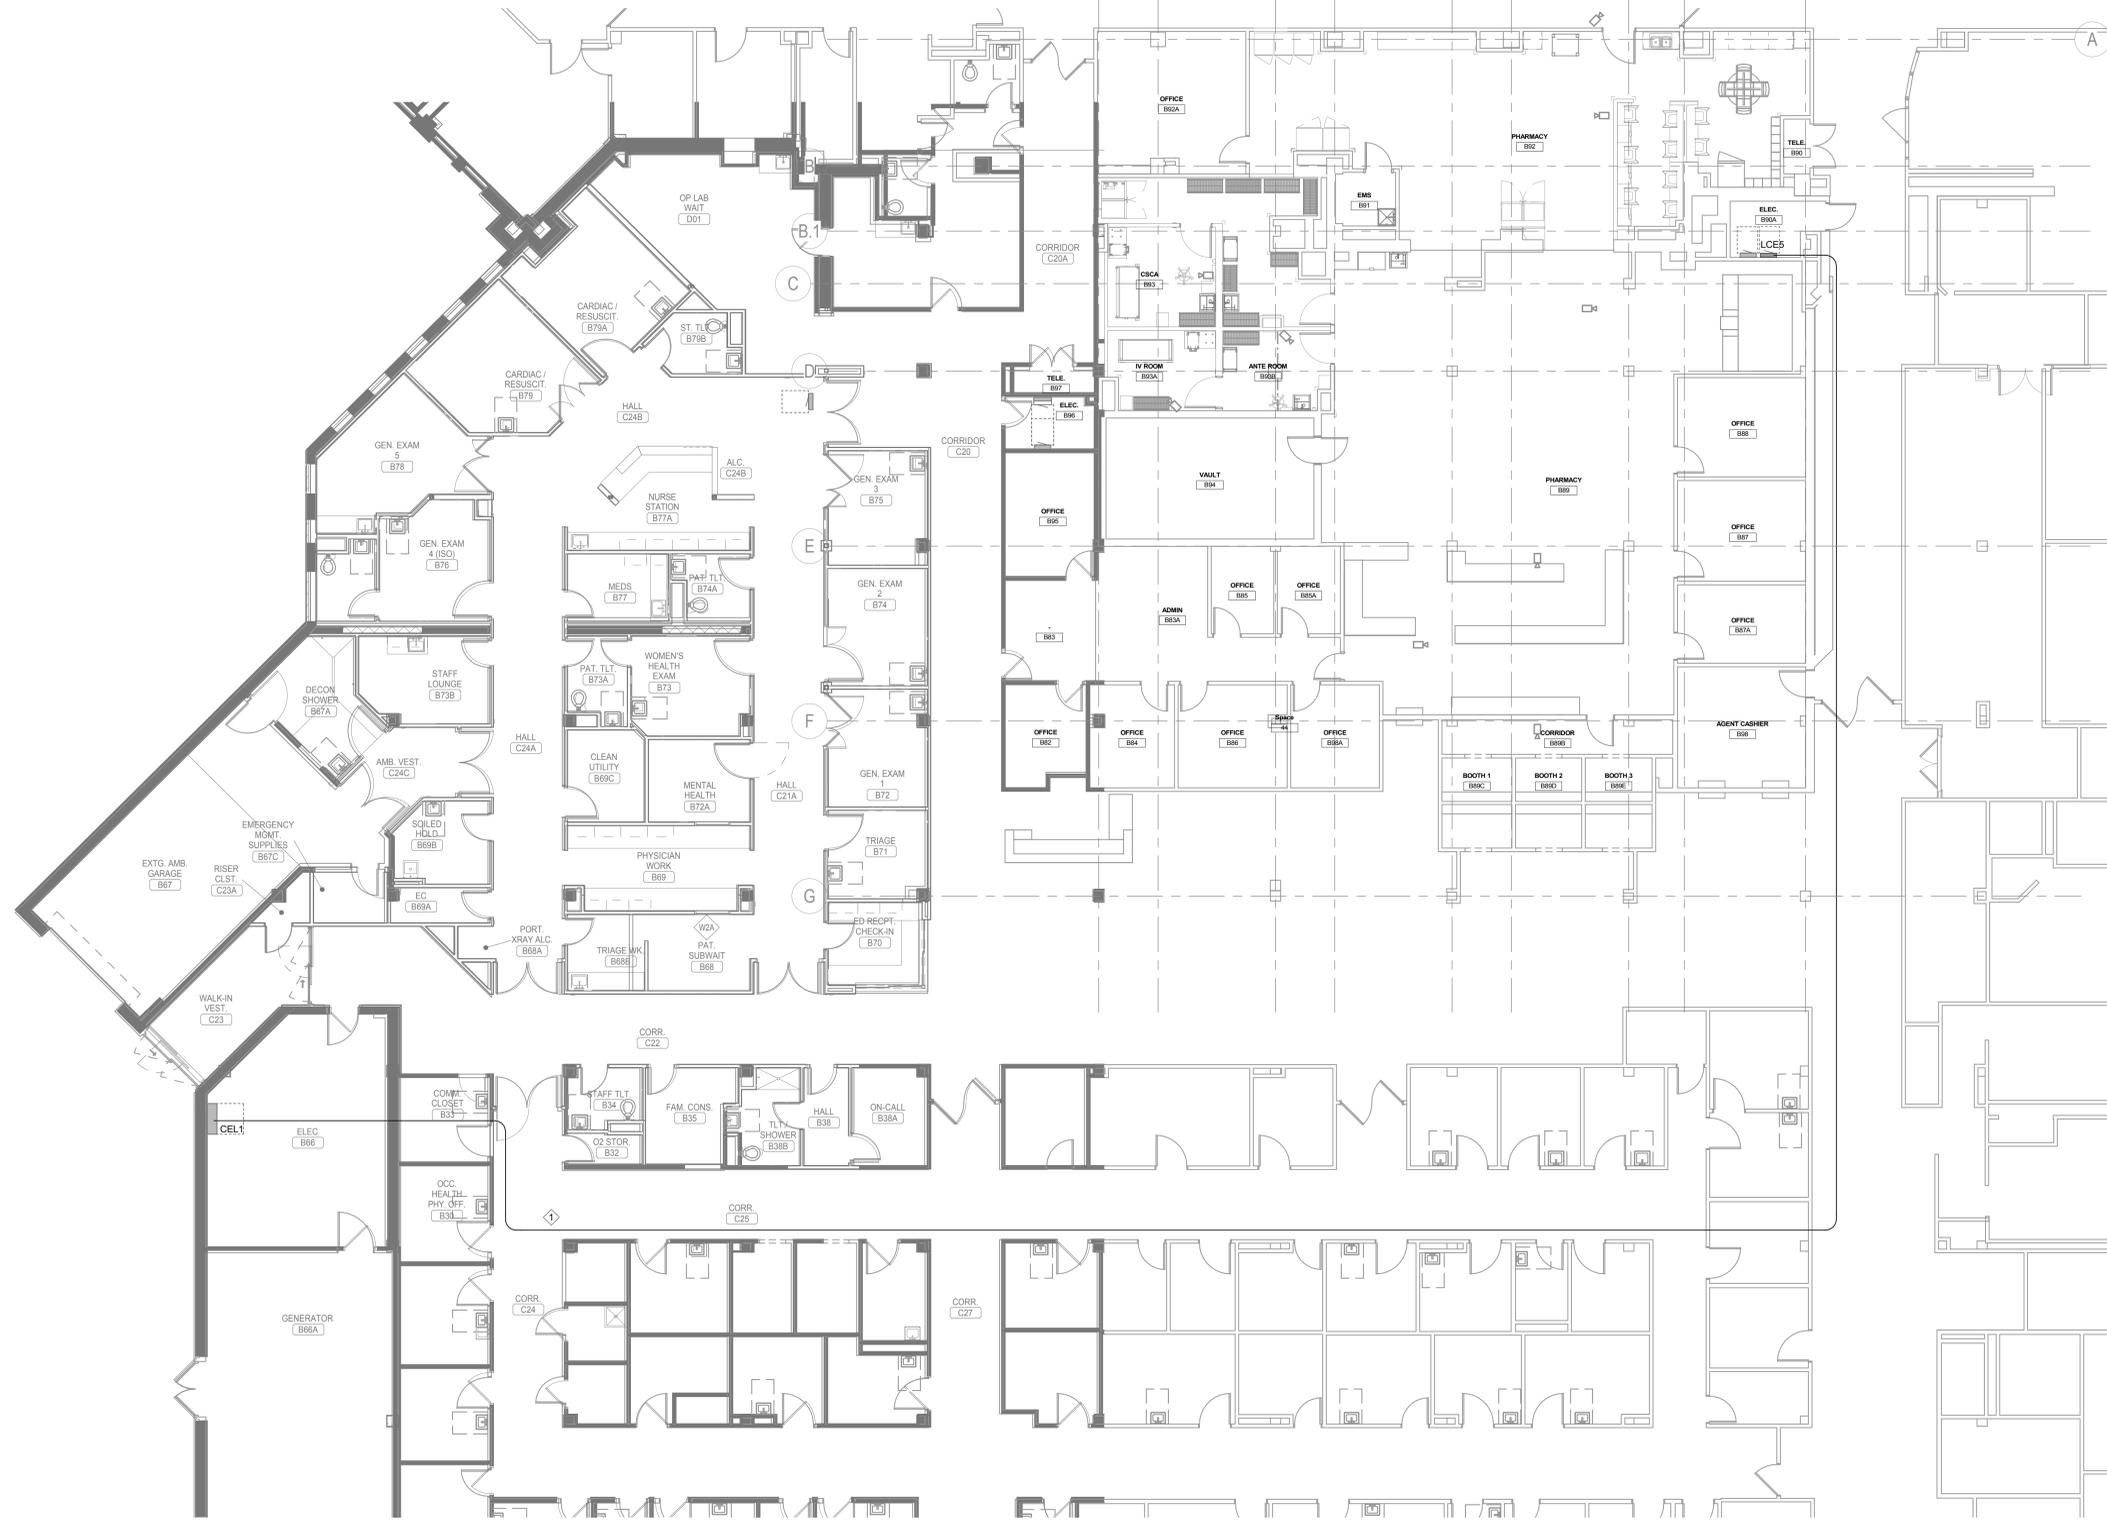 A
OFFICE
B92A
PHARMACY
B92
TELE.
B90
B
EMS
B91
OP LAB
WAIT
D01
ELEC.
B90A
B.1
LCE5
CORRIDOR
C20A
CSCA
B93
C
CARDIAC /
RESUSCIT.
B79A
ST. TLT.
B79B
D
CARDIAC /
RESUSCIT.
B79
TELE.
B97
IV ROOM
B93A
ANTE ROOM
B93B
HALL
C24B
ELEC.
B96
OFFICE
B88
CORRIDOR
C20
GEN. EXAM
5
B78
ALC.
C24B
GEN. EXAM
3
B75
VAULT
B94
PHARMACY
B89
NURSE
STATION
B77A
OFFICE
B95
OFFICE
B87
E
GEN. EXAM
4 (ISO)
B76
MEDS
B77
PAT. TLT.
B74A
GEN. EXAM
2
B74
OFFICE
B85
OFFICE
B85A
ADMIN
B83A
OFFICE
B87A
B83
STAFF
LOUNGE
B73B
PAT. TLT.
B73A
WOMEN'S
HEALTH
EXAM
B73
DECON
SHOWER
B67A
F
Space
44
OFFICE
B82
OFFICE
B84
OFFICE
B86
OFFICE
B98A
CORRIDOR
B89B
AGENT CASHIER
B98
HALL
C24A
AMB. VEST.
C24C
CLEAN
UTILITY
B69C
MENTAL
HEALTH
B72A
HALL
C21A
GEN. EXAM
1
B72
BOOTH 1
B89C
BOOTH 2
B89D
BOOTH 3
B89E
EMERGENCY
MGMT.
SUPPLIES
B67C
SOILED
HOLD
B69B
TRIAGE
B71
EXTG. AMB.
GARAGE
B67
RISER
CLST.
C23A
PHYSICIAN
WORK
B69
G
EC
B69A
PORT.
XRAY ALC.
B68A
TRIAGE WK.
B68B
W2A
PAT.
SUBWAIT
B68
ED RECPT.
CHECK-IN
B70
WALK-IN
VEST.
C23
CORR.
C22
COMM.
CLOSET
B33
STAFF TLT.
B34
FAM. CONS.
B35
TLT./
SHOWER
B38B
HALL
B38
ON-CALL
B38A
CEL1
ELEC
B66
O2 STOR.
B32
OCC.
HEALTH
PHY. OFF.
B30
1
CORR.
C25
CORR.
C24
CORR.
C27
GENERATOR
B66A